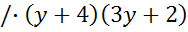 /· (y + 4)(3y + 2)